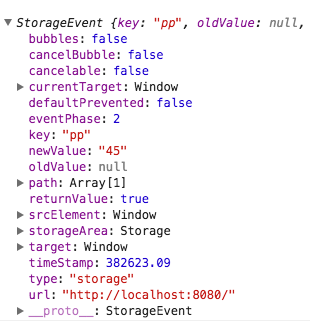 StorageEvent {key: "pp", oldValue: null,
bubbles: false
cancelBubble: false
cancelable: false
currentTarget: Window
defaultPrevented: false
eventPhase: 2
key: "pp"
newValue: "45"
oldValue: null
path: Array[1]
returnValue: true
srcElement: Window
storageArea: Storage
target: Window
timeStamp: 382623.09
type: "storage"
url: "http://localhost:8080/"
__proto__: StorageEvent